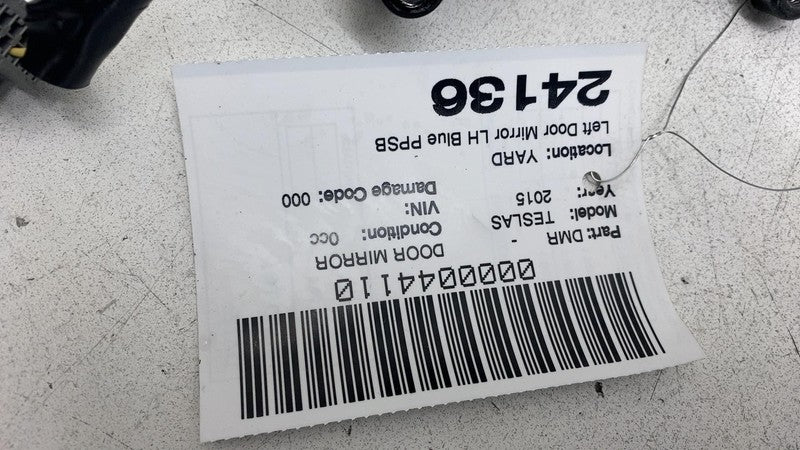 0000044110
Part: DMR - DOOR MIRROR
Model: TESLAS Condition: 0cc
Year: 2015 VIN:
Damage Code: 000
Location: YARD
Left Door Mirror LH Blue PPSB
24136